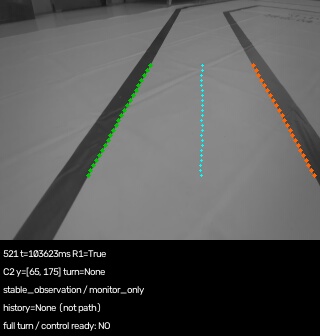 521 t=103623ms R1=True
C2 y=[65, 175] turn=None
stable_observation / monitor_only
history=None (not path)
full turn / control ready: NO